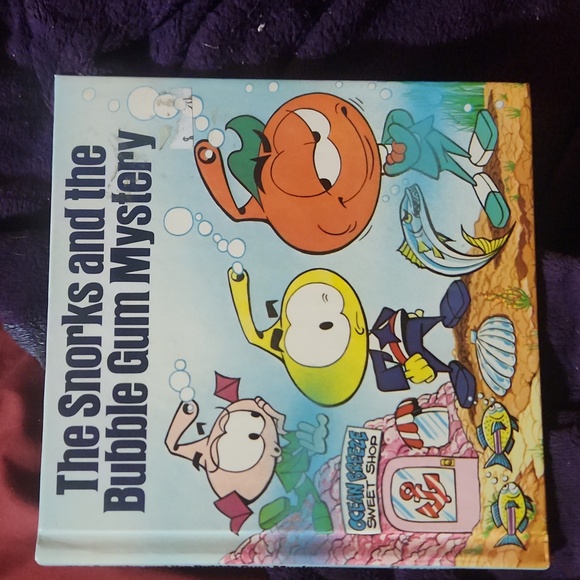 The Snorks and the
Bubble Gum Mystery
OCEAN BREEZE
SWEET SHOP